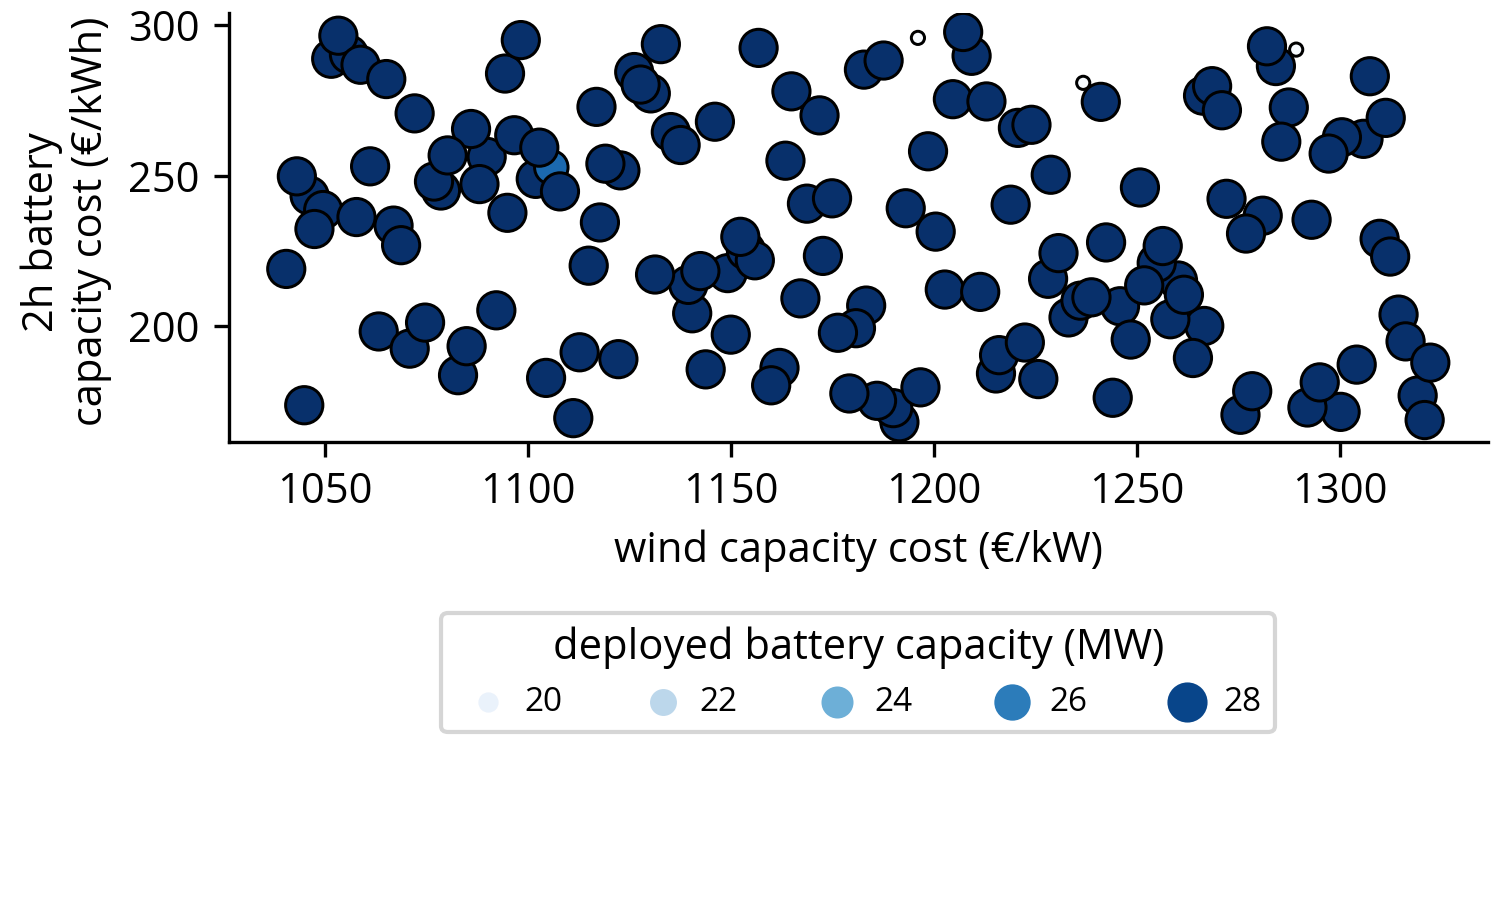 2h battery
capacity cost (€/kWh)
300
250
200
1050 1100 1150 1200 1250 1300
wind capacity cost (€/kW)
deployed battery capacity (MW)
20 22 24 26 28